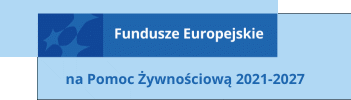 Fundusze Europejskie
na Pomoc Żywnościową 2021-2027